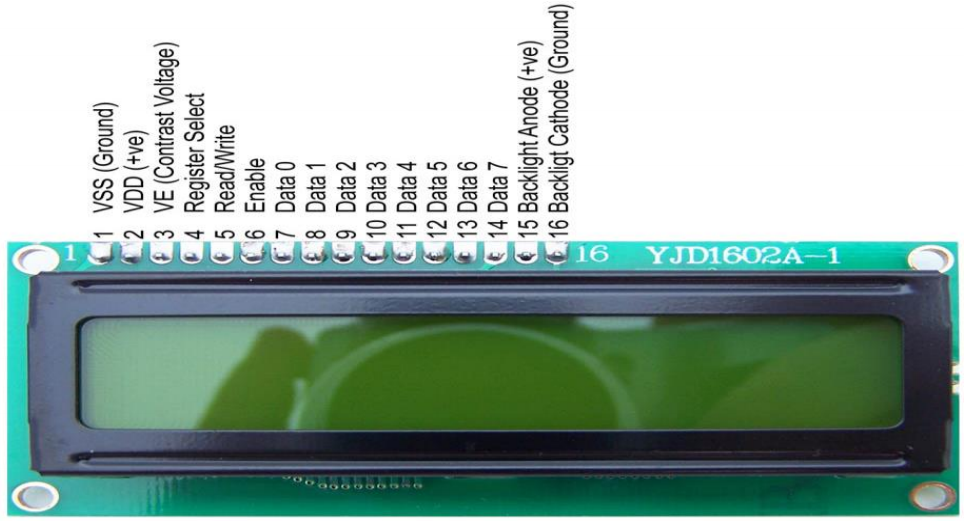 1 VSS (Ground)
2 VDD (+ve)
3 VE (Contrast Voltage)
4 Register Select
5 Read/Write
6 Enable
7 Data 0
8 Data 1
9 Data 2
10 Data 3
11 Data 4
12 Data 5
13 Data 6
14 Data 7
15 Backlight Anode (+ve)
16 Backligt Cathode (Ground)
1
16
YJD1602A-1